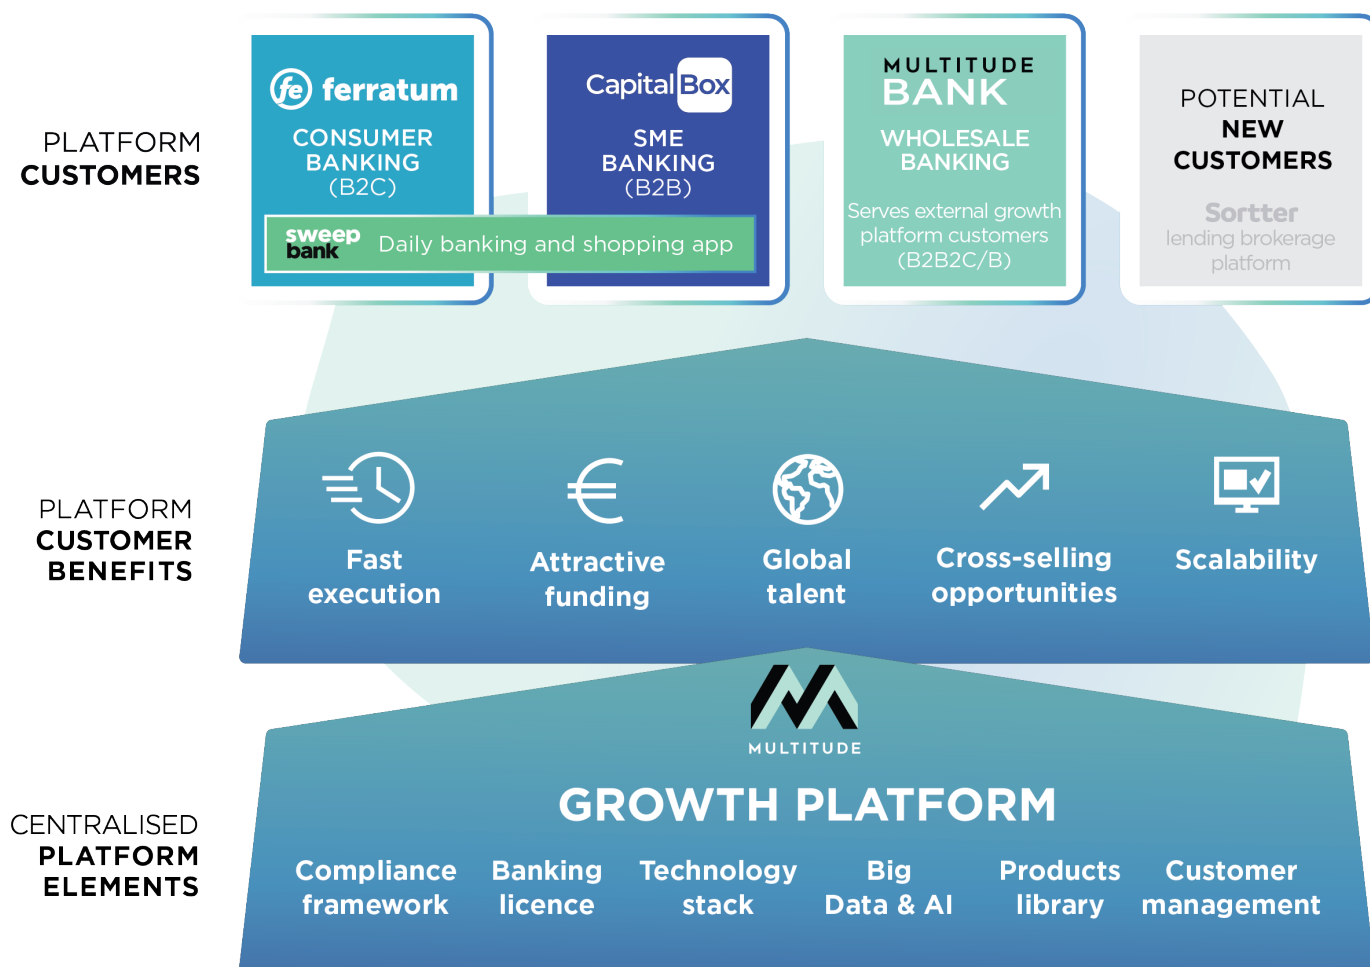 PLATFORM
CUSTOMERS
fe ferratum
CONSUMER
BANKING
(B2C)
Capital Box
SME
BANKING
(B2B)
sweep
bank
Daily banking and shopping app
MULTITUDE
BANK
WHOLESALE
BANKING
Serves external growth
platform customers
(B2B2C/B)
POTENTIAL
NEW
CUSTOMERS
Sortter
lending brokerage
platform
PLATFORM
CUSTOMER
BENEFITS
Fast
execution
Attractive
funding
Global
talent
Cross-selling
opportunities
Scalability
MULTITUDE
GROWTH PLATFORM
CENTRALISED
PLATFORM
ELEMENTS
Compliance
framework
Banking
licence
Technology
stack
Big
Data & AI
Products
library
Customer
management